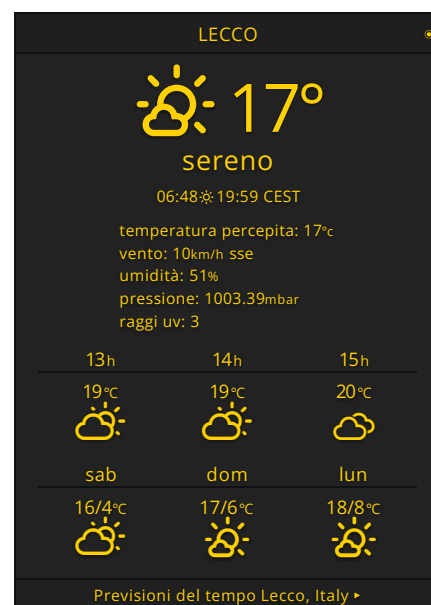 LECCO
17°
sereno
06:48 19:59 CEST
temperatura percepita: 17°c
vento: 10km/h sse
umidità: 51%
pressione: 1003.39mbar
raggi uv: 3
13h 14h 15h
19°C 19°C 20°C
sab dom lun
16/4°C 17/6°C 18/8°C
Previsioni del tempo Lecco, Italy ▸